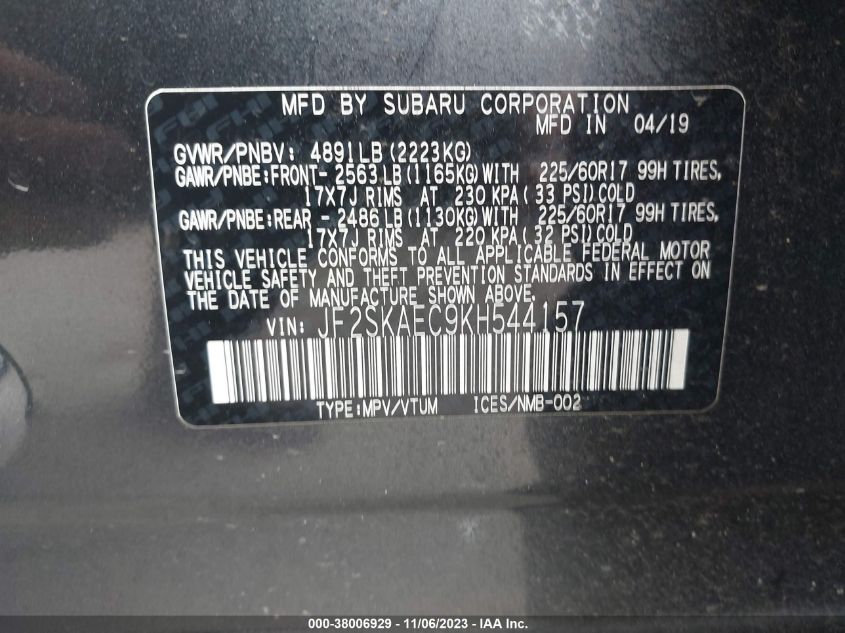 MFD BY SUBARU CORPORATION
MFD IN 04/19
GVWR/PNBV: 4891LB(2223KG)
GAWR/PNBE:FRONT- 2563LB(1165KG)WITH 225/60R17 99H TIRES,
17X7J RIMS AT 230 KPA(33 PSI)COLD
GAWR/PNBE:REAR - 2486LB(1130KG)WITH 225/60R17 99H TIRES,
17X7J RIMS AT 220 KPA(32 PSI)COLD
THIS VEHICLE CONFORMS TO ALL APPLICABLE FEDERAL MOTOR
VEHICLE SAFETY AND THEFT PREVENTION STANDARDS IN EFFECT ON
THE DATE OF MANUFACTURE SHOWN ABOVE.
VIN: JF2SKAEC9KH544157
TYPE:MPV/VTUM ICES/NMB-002
000-38006929 - 11/06/2023 - IAA Inc.